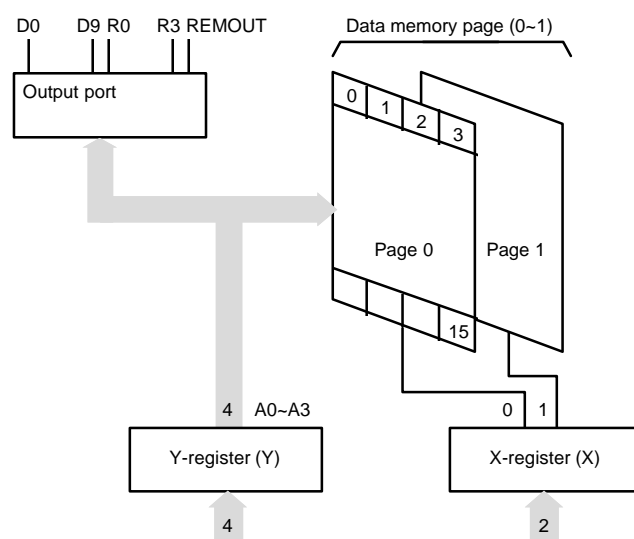 D0 D9 R0 R3 REMOUT
Data memory page (0~1)
Output port
0 1 2 3
Page 0 Page 1
15
4 A0~A3
0 1
Y-register (Y)
X-register (X)
4
2